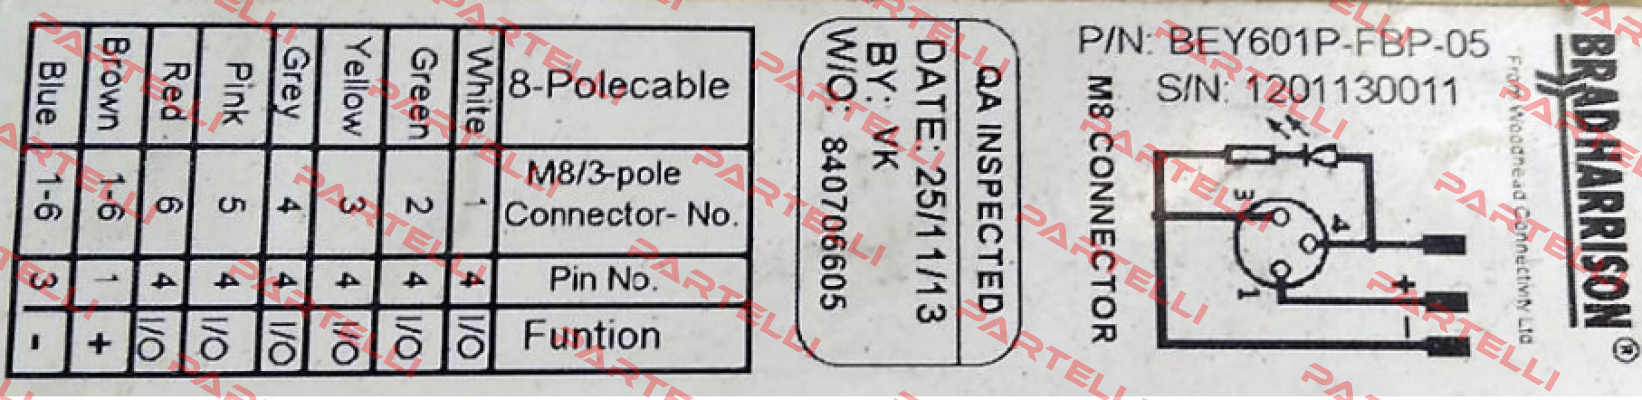 BRADHARRISON®
From Woodhead Connectivity Ltd
P/N: BEY601P-FBP-05
S/N: 1201130011
M8 CONNECTOR
3
4
1
+
−
QA INSPECTED
DATE: 25/11/13
BY: VK
W/O: 840706605
8-Polecable M8/3-pole Connector- No. Pin No. Funtion
White 1 4 I/O
Green 2 4 I/O
Yellow 3 4 I/O
Grey 4 4 I/O
Pink 5 4 I/O
Red 6 4 I/O
Brown 1-6 1 +
Blue 1-6 3 -
PARTELLI